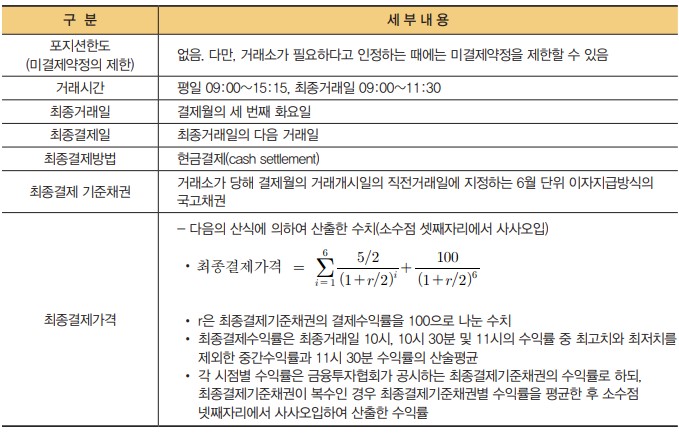 구 분 세 부 내 용
포지션한도
(미결제약정의 제한)
없음. 다만, 거래소가 필요하다고 인정하는 때에는 미결제약정을 제한할 수 있음
거래시간 평일 09:00～15:15, 최종거래일 09:00～11:30
최종거래일 결제월의 세 번째 화요일
최종결제일 최종거래일의 다음 거래일
최종결제방법 현금결제(cash settlement)
최종결제 기준채권
거래소가 당해 결제월의 거래개시일의 직전거래일에 지정하는 6월 단위 이자지급방식의
국고채권
최종결제가격
– 다음의 산식에 의하여 산출한 수치(소수점 셋째자리에서 사사오입)
• 최종결제가격 = \sum_{i=1}^{6} \frac{5/2}{(1+r/2)^i} + \frac{100}{(1+r/2)^6}
• r은 최종결제기준채권의 결제수익률을 100으로 나눈 수치
• 최종결제수익률은 최종거래일 10시, 10시 30분 및 11시의 수익률 중 최고치와 최저치를
제외한 중간수익률과 11시 30분 수익률의 산술평균
• 각 시점별 수익률은 금융투자협회가 공시하는 최종결제기준채권의 수익률로 하되,
최종결제기준채권이 복수인 경우 최종결제기준채권별 수익률을 평균한 후 소수점
넷째자리에서 사사오입하여 산출한 수익률